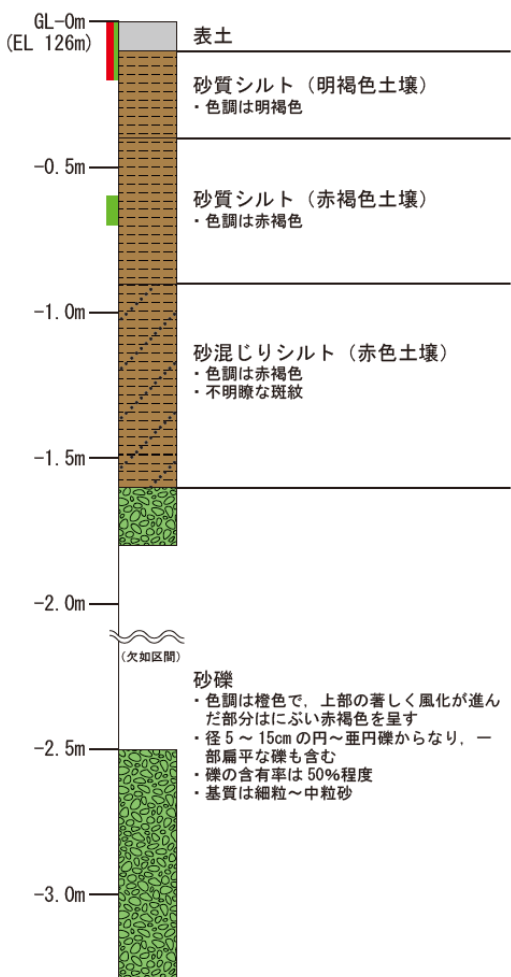 GL-0m
(EL 126m)
表土
砂質シルト（明褐色土壌）
・色調は明褐色
-0.5m
砂質シルト（赤褐色土壌）
・色調は赤褐色
-1.0m
砂混じりシルト（赤色土壌）
・色調は赤褐色
・不明瞭な斑紋
-1.5m
-2.0m
(欠如区間)
砂礫
・色調は橙色で，上部の著しく風化が進ん
だ部分はにぶい赤褐色を呈す
・径 5 ～ 15cm の円～亜円礫からなり，一
部扁平な礫も含む
・礫の含有率は 50%程度
・基質は細粒～中粒砂
-2.5m
-3.0m